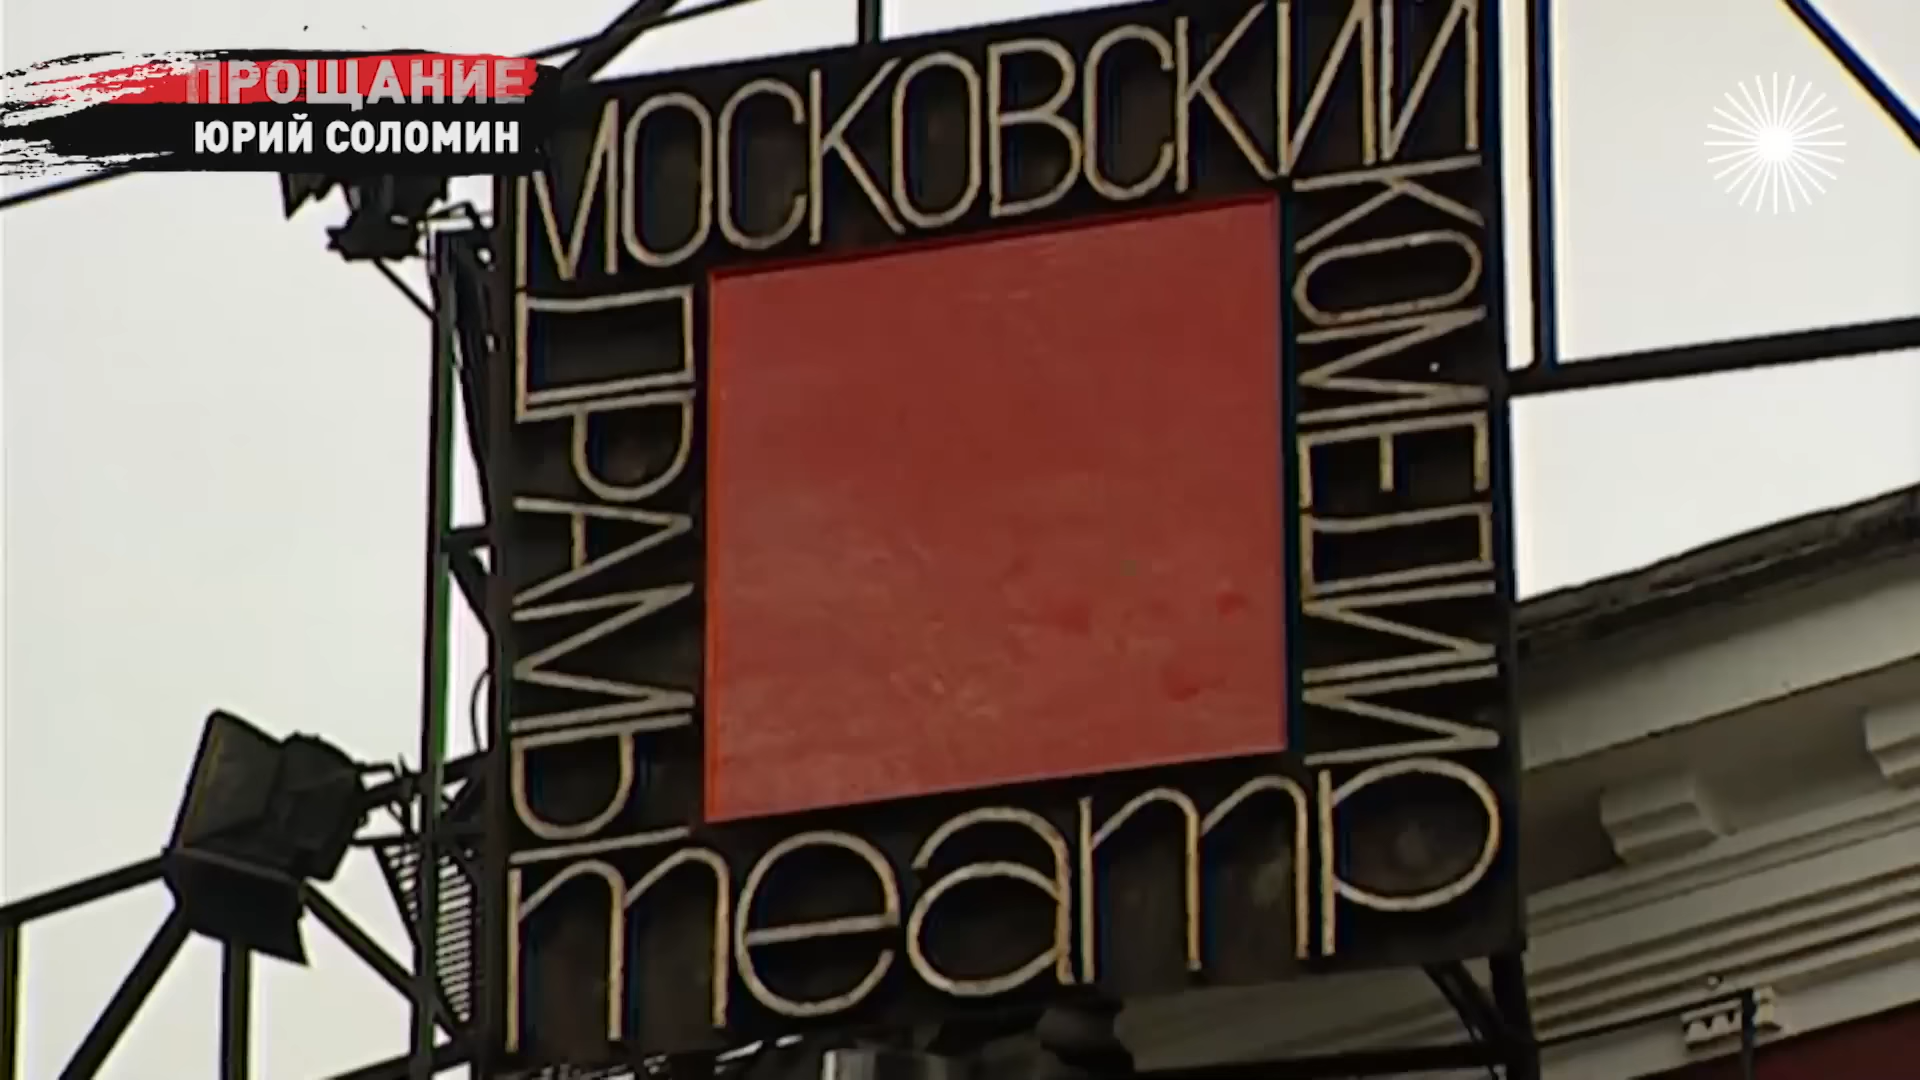 ПРОЩАНИЕ
ЮРИЙ СОЛОМИН
МОСКОВСКИЙ
ДРАМЫ
КОМЕДИИ
театр